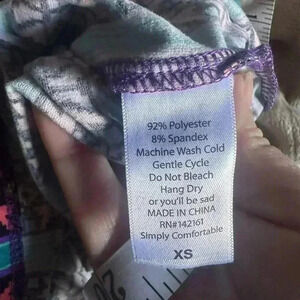 92% Polyester
8% Spandex
Machine Wash Cold
Gentle Cycle
Do Not Bleach
Hang Dry
or you'll be sad
MADE IN CHINA
RN#142161
Simply Comfortable
XS